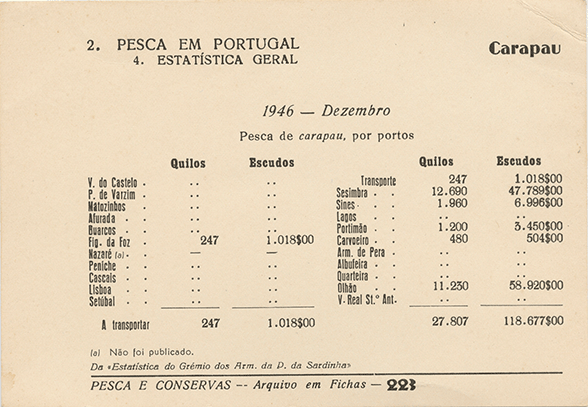 2. PESCA EM PORTUGAL
4. ESTATÍSTICA GERAL
Carapau
1946 — Dezembro
Pesca de carapau, por portos
Quilos Escudos
V. do Castelo . .. ..
P. de Varzim . .. ..
Matozinhos .. ..
Afurada . . .. ..
Buarcos . . .. ..
Fig. da Foz . 247 1.018$00
Nazaré (a) . . — —
Peniche . . .. ..
Cascais . . .. ..
Lisboa . . .. ..
Setúbal . . .. ..
A transportar 247 1.018$00
Quilos Escudos
Transporte 247 1.018$00
Sesimbra . . 12.690 47.789$00
Sines . . 1.960 6.996$00
Lagos . . .. ..
Portimão . . 1.200 3.450$00
Carvoeiro . . 480 504$00
Arm. de Pera . .. ..
Albufeira . . .. ..
Quarteira . . .. ..
Olhão . . 11.230 58.920$00
V. Real St.º Ant. .. ..
27.807 118.677$00
(a) Não foi publicado.
Da «Estatística do Grémio dos Arm. da P. da Sardinha»
PESCA E CONSERVAS -- Arquivo em Fichas — 223